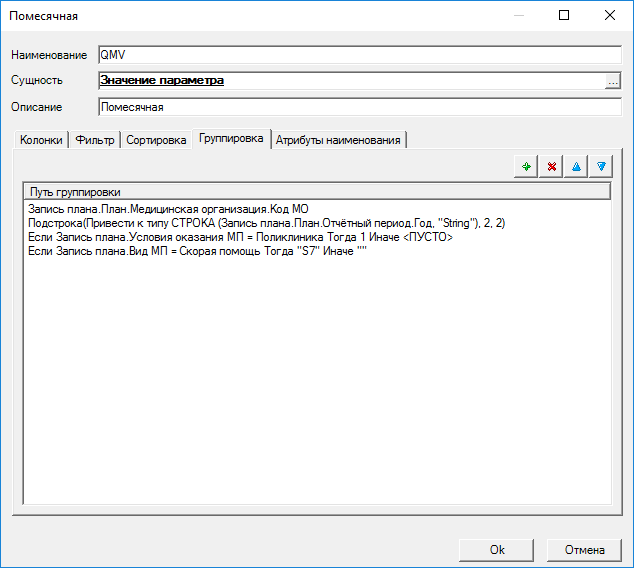 Помесячная
Наименование QMV
Сущность Значение параметра ...
Описание Помесячная
Колонки Фильтр Сортировка Группировка Атрибуты наименования
Путь группировки
Запись плана.План.Медицинская организация.Код МО
Подстрока(Привести к типу СТРОКА (Запись плана.План.Отчётный период.Год, "String"), 2, 2)
Если Запись плана.Условия оказания МП = Поликлиника Тогда 1 Иначе <ПУСТО>
Если Запись плана.Вид МП = Скорая помощь Тогда "S7" Иначе ""
Ok Отмена